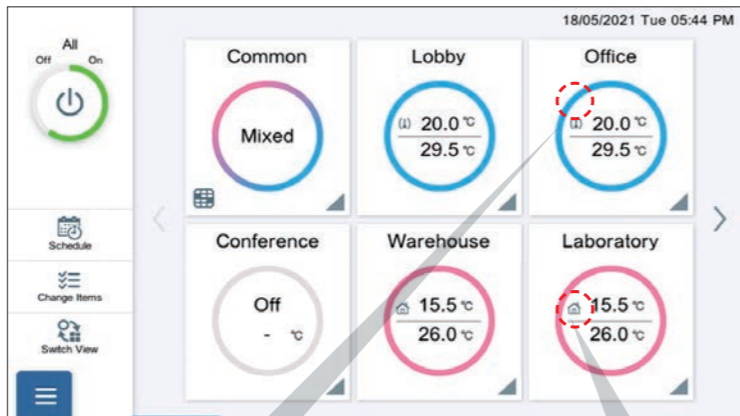 18/05/2021 Tue 05:44 PM
All
Off On
Schedule
Change Items
Switch View
Common
Mixed
Lobby
20.0 ℃
29.5 ℃
Office
20.0 ℃
29.5 ℃
Conference
Off
- ℃
Warehouse
15.5 ℃
26.0 ℃
Laboratory
15.5 ℃
26.0 ℃